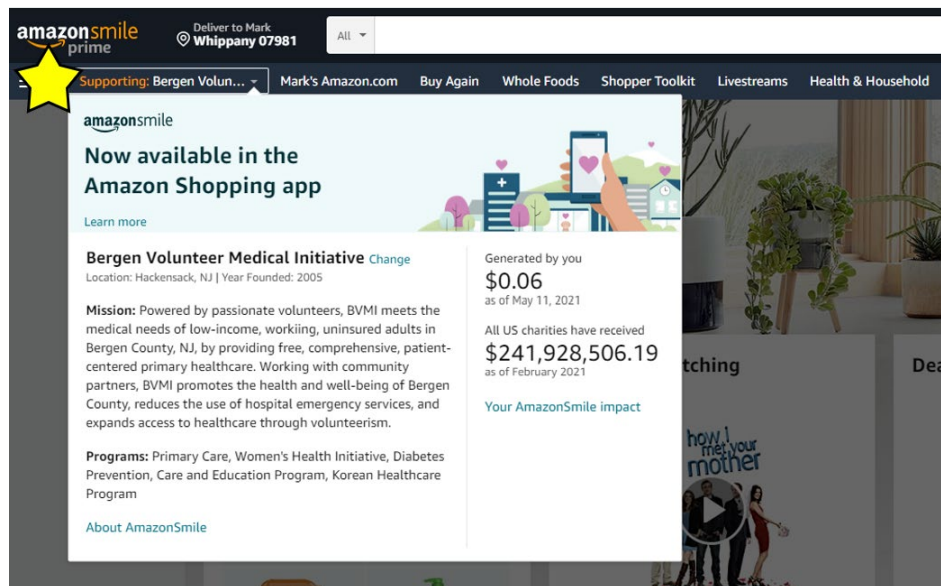 amazonsmile
prime
Deliver to Mark
Whippany 07981
All
Supporting: Bergen Volun...
Mark's Amazon.com
Buy Again
Whole Foods
Shopper Toolkit
Livestreams
Health & Household
amazonsmile
Now available in the
Amazon Shopping app
Learn more
Bergen Volunteer Medical Initiative Change
Location: Hackensack, NJ | Year Founded: 2005
Mission: Powered by passionate volunteers, BVMI meets the
medical needs of low-income, workiing, uninsured adults in
Bergen County, NJ, by providing free, comprehensive, patient-
centered primary healthcare. Working with community
partners, BVMI promotes the health and well-being of Bergen
County, reduces the use of hospital emergency services, and
expands access to healthcare through volunteerism.
Programs: Primary Care, Women's Health Initiative, Diabetes
Prevention, Care and Education Program, Korean Healthcare
Program
About AmazonSmile
Generated by you
$0.06
as of May 11, 2021
All US charities have received
$241,928,506.19
as of February 2021
Your AmazonSmile impact
how i
met your
mother